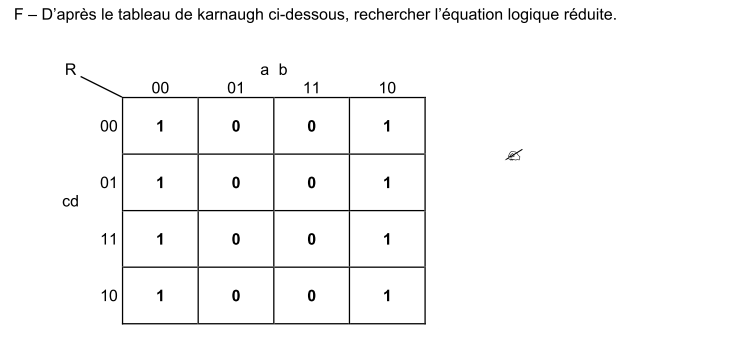 F – D’après le tableau de karnaugh ci-dessous, rechercher l’équation logique réduite.
R
a b
00 01 11 10
00 1 0 0 1
01 1 0 0 1
cd
11 1 0 0 1
10 1 0 0 1